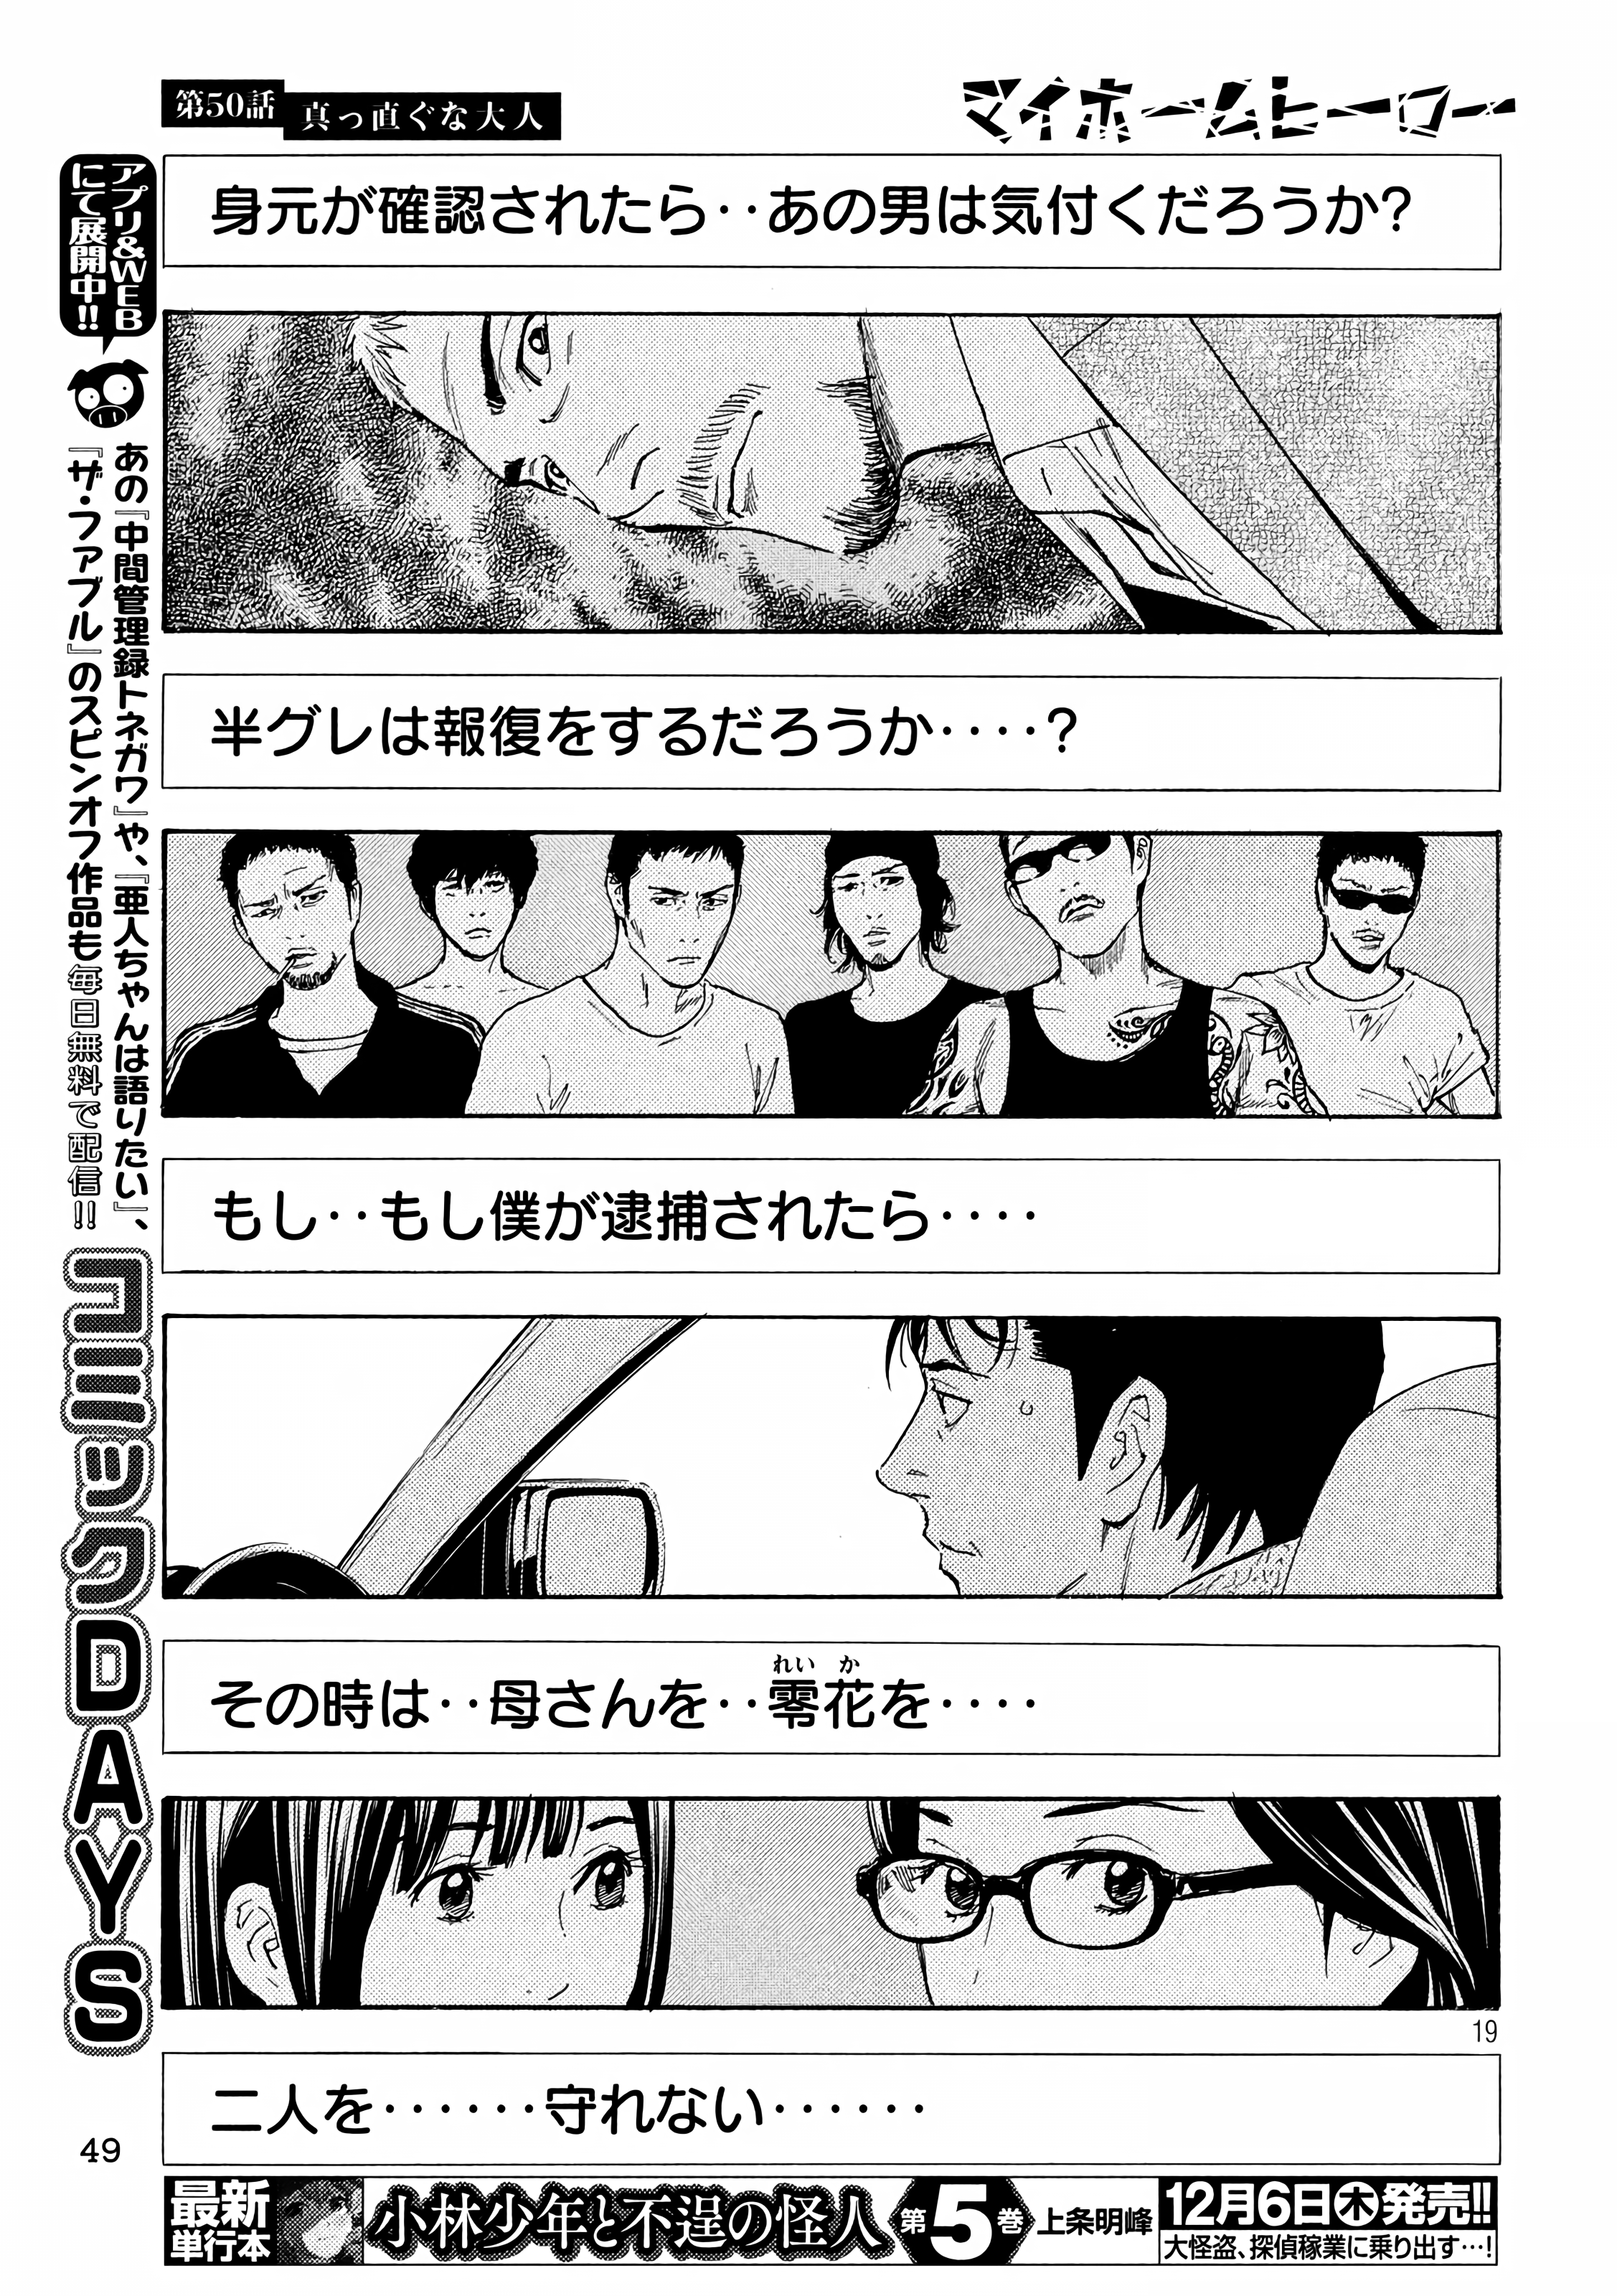 マイホームヒーロー
第50話
真っ直ぐな大人
身元が確認されたら‥あの男は気付くだろうか?
半グレは報復をするだろうか‥‥?
もし‥もし僕が逮捕されたら‥‥
れいか
その時は‥母さんを‥零花を‥‥
19
二人を‥‥‥守れない‥‥‥
アプリ&WEB
にて展開中!!
あの『中間管理録トネガワ』や、『亜人ちゃんは語りたい』、
『ザ・ファブル』のスピンオフ作品も毎日無料で配信!!
コミックDAYS
49
最新
単行本
小林少年と不逞の怪人
第5巻
上条明峰
12月6日木発売!!
大怪盗、探偵稼業に乗り出す…!